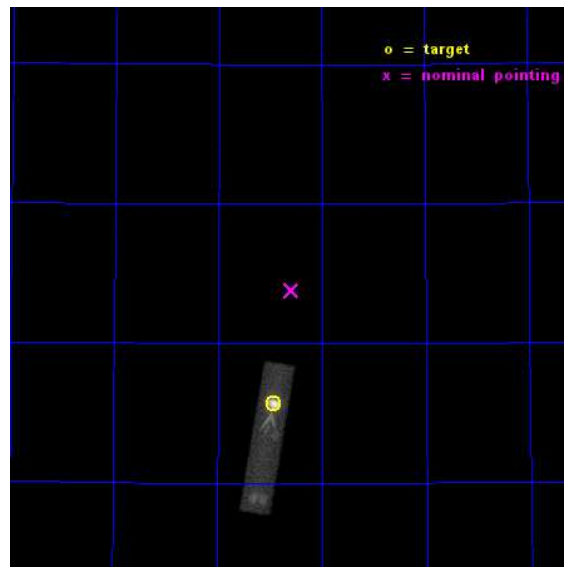 o = target
x = nominal pointing